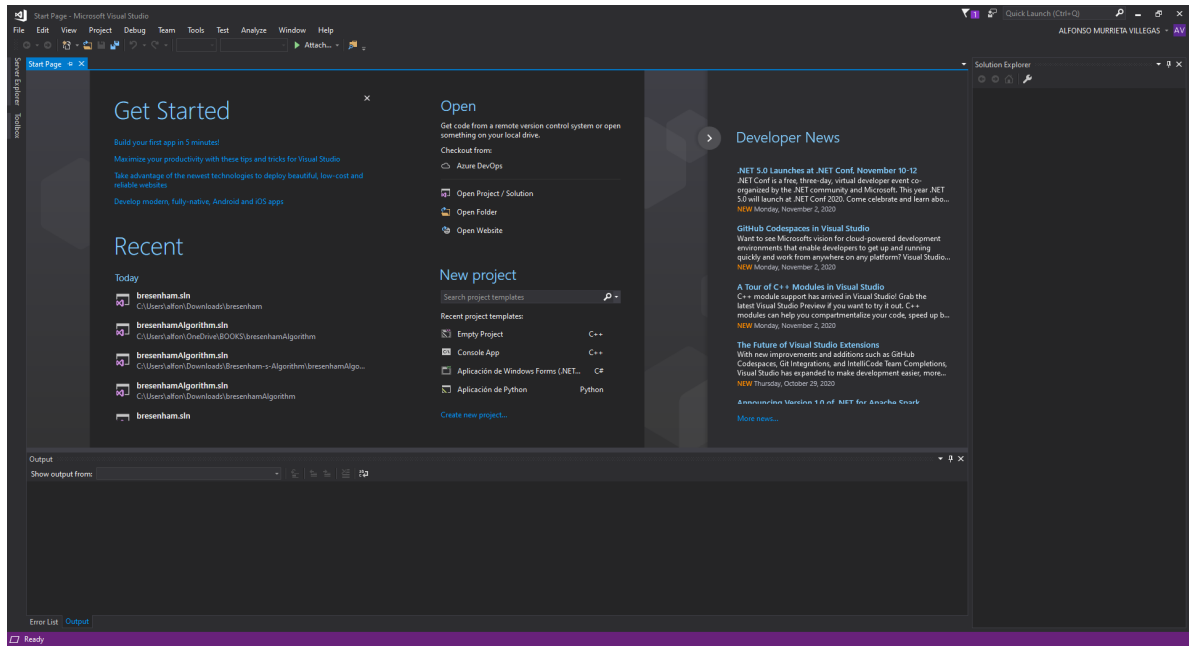 Start Page - Microsoft Visual Studio
1
Quick Launch (Ctrl+Q)
File Edit View Project Debug Team Tools Test Analyze Window Help
ALFONSO MURRIETA VILLEGAS
AV
Attach...
Server Explorer
Toolbox
Start Page
Get Started
Build your first app in 5 minutes!
Maximize your productivity with these tips and tricks for Visual Studio
Take advantage of the newest technologies to deploy beautiful, low-cost and
reliable websites
Develop modern, fully-native, Android and iOS apps
Recent
Today
bresenham.sln
C:\Users\alfon\Downloads\bresenham
bresenhamAlgorithm.sln
C:\Users\alfon\OneDrive\BOOKS\bresenhamAlgorithm
bresenhamAlgorithm.sln
C:\Users\alfon\Downloads\Bresenham-s-Algorithm\bresenhamAlgo...
bresenhamAlgorithm.sln
C:\Users\alfon\Downloads\bresenhamAlgorithm
bresenham.sln
Open
Get code from a remote version control system or open
something on your local drive.
Checkout from:
Azure DevOps
Open Project / Solution
Open Folder
Open Website
New project
Search project templates
Recent project templates:
Empty Project C++
Console App C++
Aplicación de Windows Forms (.NET... C#
Aplicación de Python Python
Create new project...
Developer News
.NET 5.0 Launches at .NET Conf, November 10-12
.NET Conf is a free, three-day, virtual developer event co-
organized by the .NET community and Microsoft. This year .NET
5.0 will launch at .NET Conf 2020. Come celebrate and learn abo...
NEW Monday, November 2, 2020
GitHub Codespaces in Visual Studio
Want to see Microsofts vision for cloud-powered development
environments that enable developers to get up and running
quickly and work from anywhere on any platform? Visual Studio...
NEW Monday, November 2, 2020
A Tour of C++ Modules in Visual Studio
C++ module support has arrived in Visual Studio! Grab the
latest Visual Studio Preview if you want to try it out. C++
modules can help you compartmentalize your code, speed up b...
NEW Monday, November 2, 2020
The Future of Visual Studio Extensions
With new improvements and additions such as GitHub
Codespaces, Git Integrations, and IntelliCode Team Completions,
Visual Studio has expanded to make development easier, more...
NEW Thursday, October 29, 2020
Announcing Version 1.0 of .NET for Apache Spark
More news...
Solution Explorer
Output
Show output from:
Error List Output
Ready